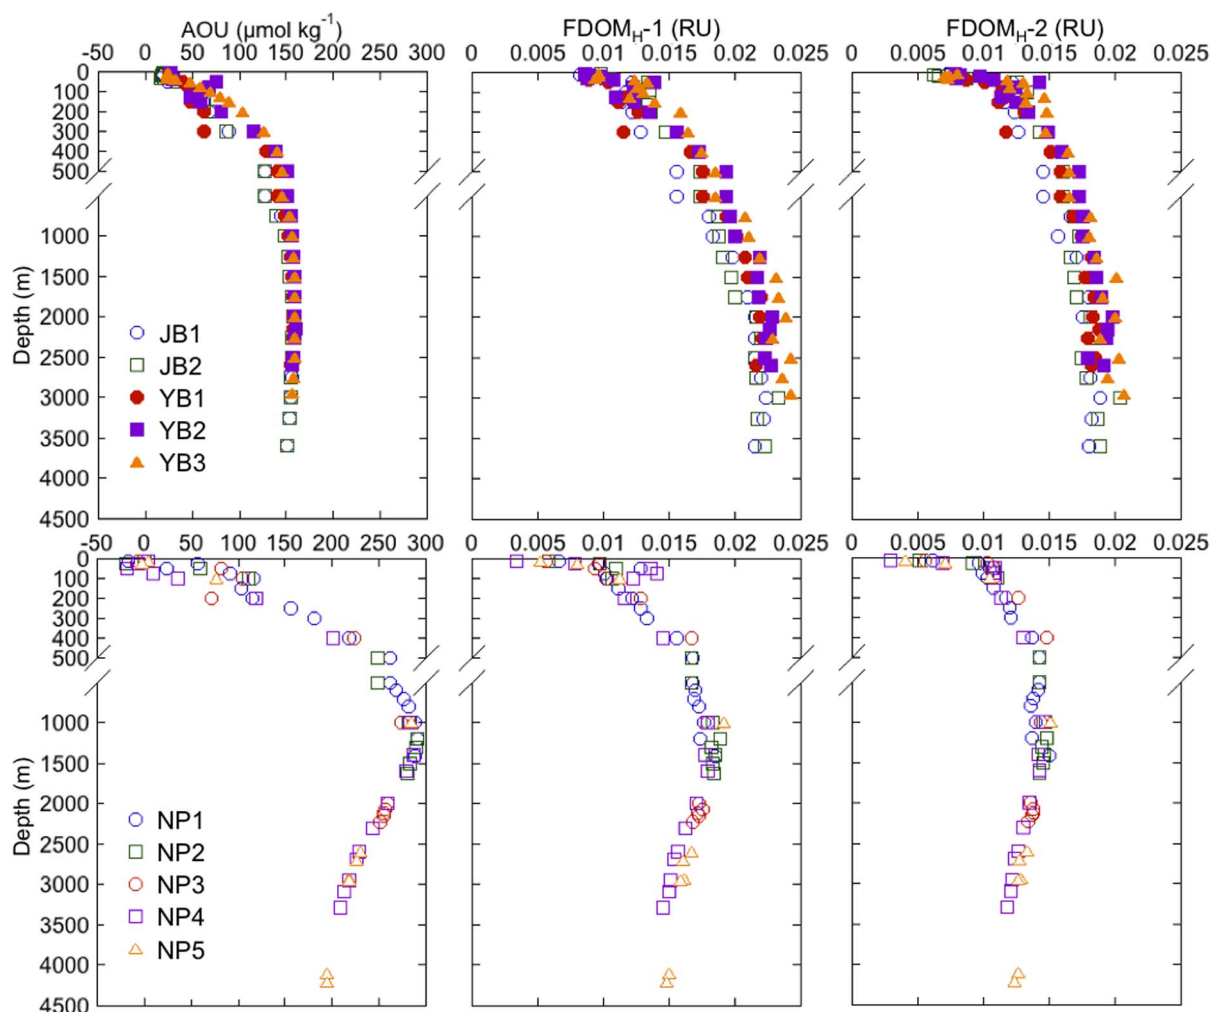 AOU (µmol kg⁻¹) FDOM_H-1 (RU) FDOM_H-2 (RU)
-50 0 50 100 150 200 250 300 0 0.005 0.01 0.015 0.02 0.025 0 0.005 0.01 0.015 0.02 0.025
0
100
200
300
400
500
1000
1500
2000
2500
3000
3500
4000
4500
Depth (m)
JB1
JB2
YB1
YB2
YB3
-50 0 50 100 150 200 250 300 0 0.005 0.01 0.015 0.02 0.025 0 0.005 0.01 0.015 0.02 0.025
0
100
200
300
400
500
1000
1500
2000
2500
3000
3500
4000
4500
Depth (m)
NP1
NP2
NP3
NP4
NP5